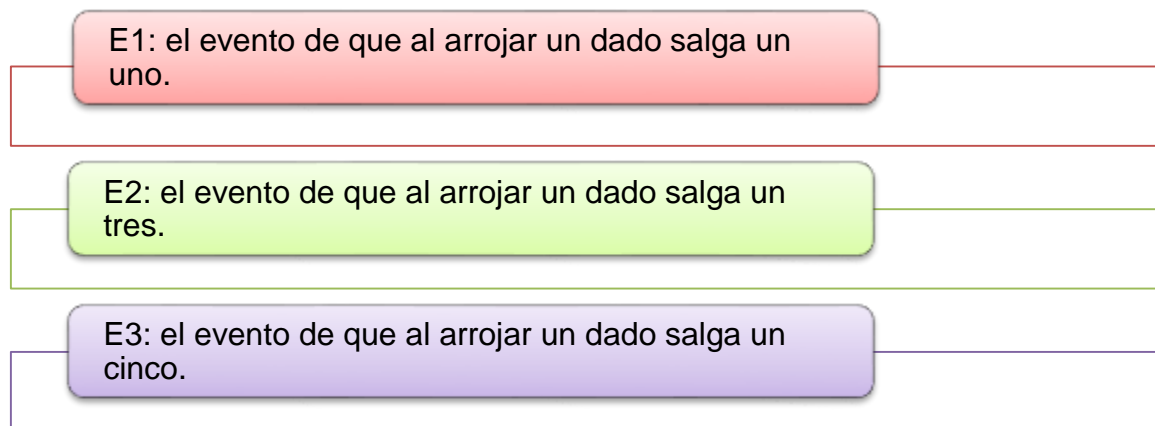 E1: el evento de que al arrojar un dado salga un
uno.
E2: el evento de que al arrojar un dado salga un
tres.
E3: el evento de que al arrojar un dado salga un
cinco.